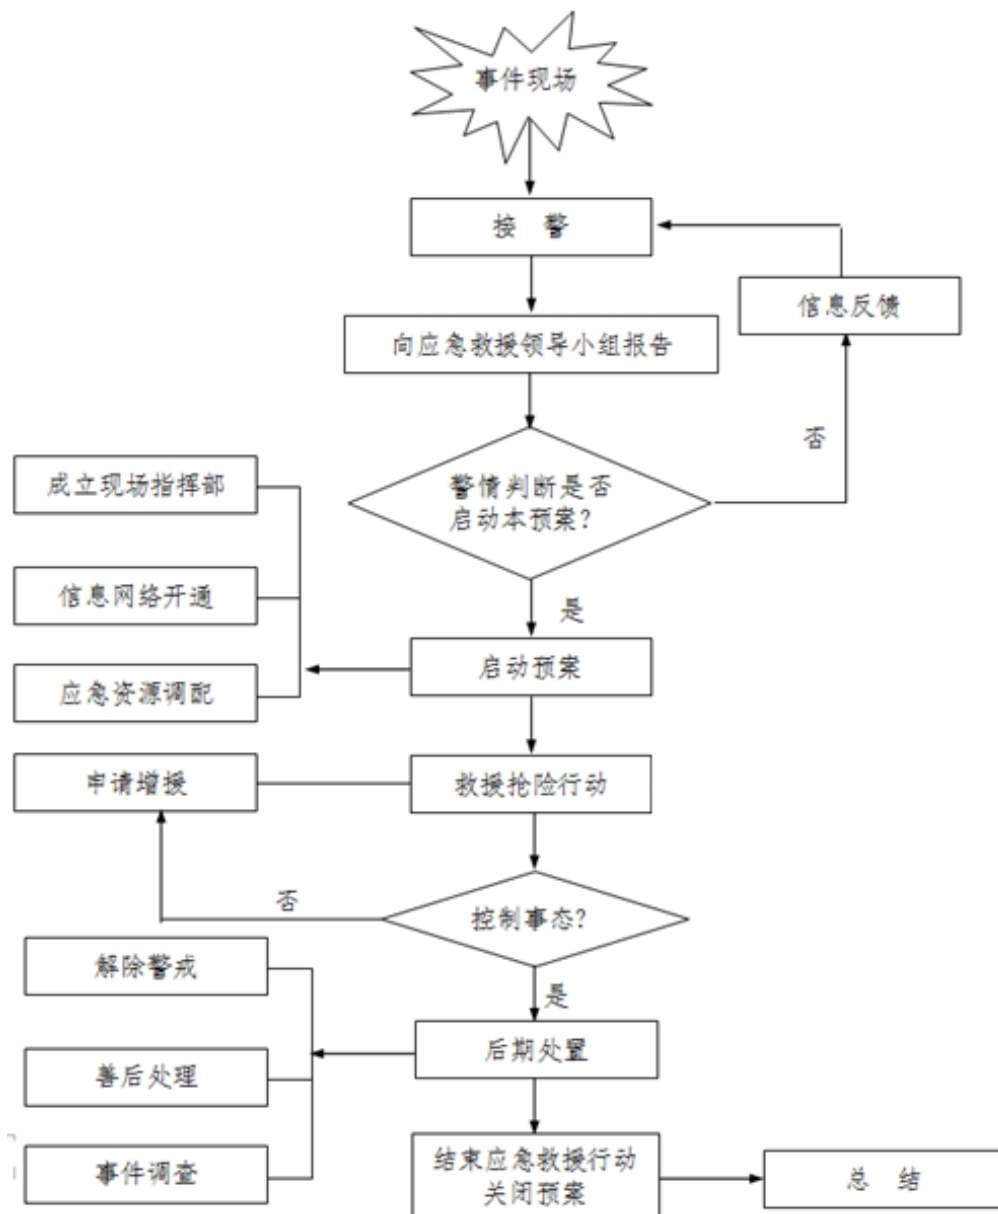 事件现场
接 警
信息反馈
向应急救援领导小组报告
否
成立现场指挥部
警情判断是否
启动本预案?
信息网络开通
是
启动预案
应急资源调配
申请增援
救援抢险行动
否
控制事态?
解除警戒
是
后期处置
善后处理
结束应急救援行动
关闭预案
事件调查
总 结